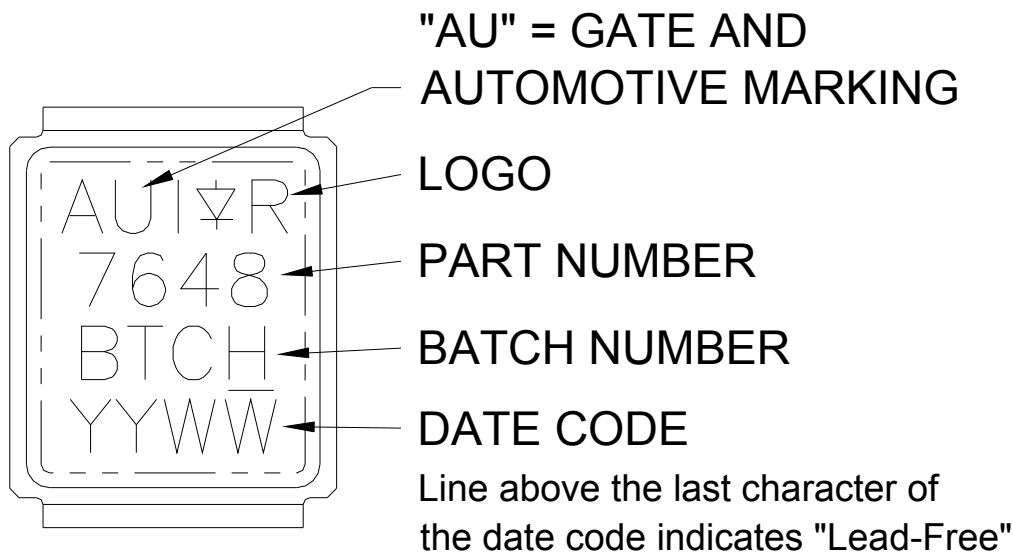 "AU" = GATE AND
AUTOMOTIVE MARKING
AUI R
LOGO
7648
PART NUMBER
BTCH
BATCH NUMBER
YYWW̅
DATE CODE
Line above the last character of
the date code indicates "Lead-Free"